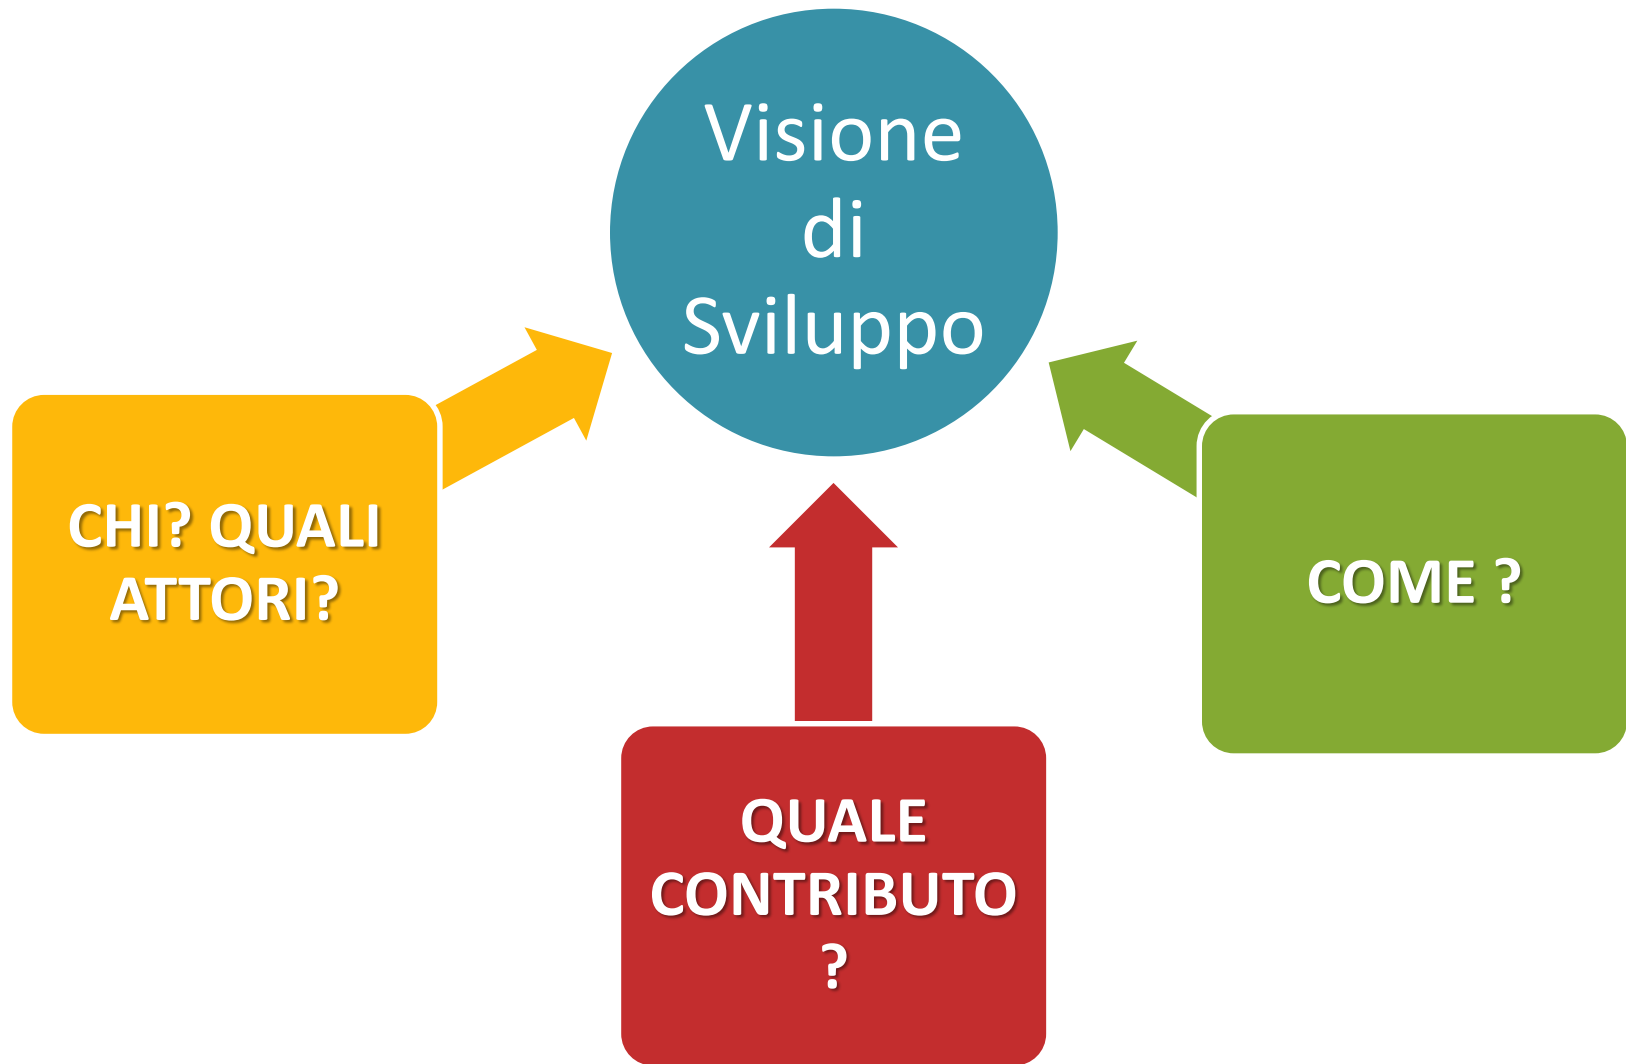 Visione
di
Sviluppo
CHI? QUALI
ATTORI?
QUALE
CONTRIBUTO
?
COME ?